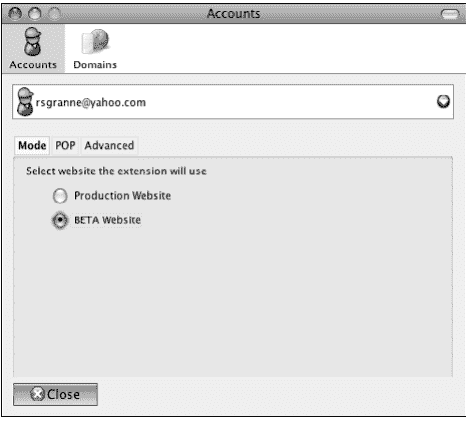 Accounts
Accounts Domains
rsgranne@yahoo.com
Mode POP Advanced
Select website the extension will use
Production Website
BETA Website
Close